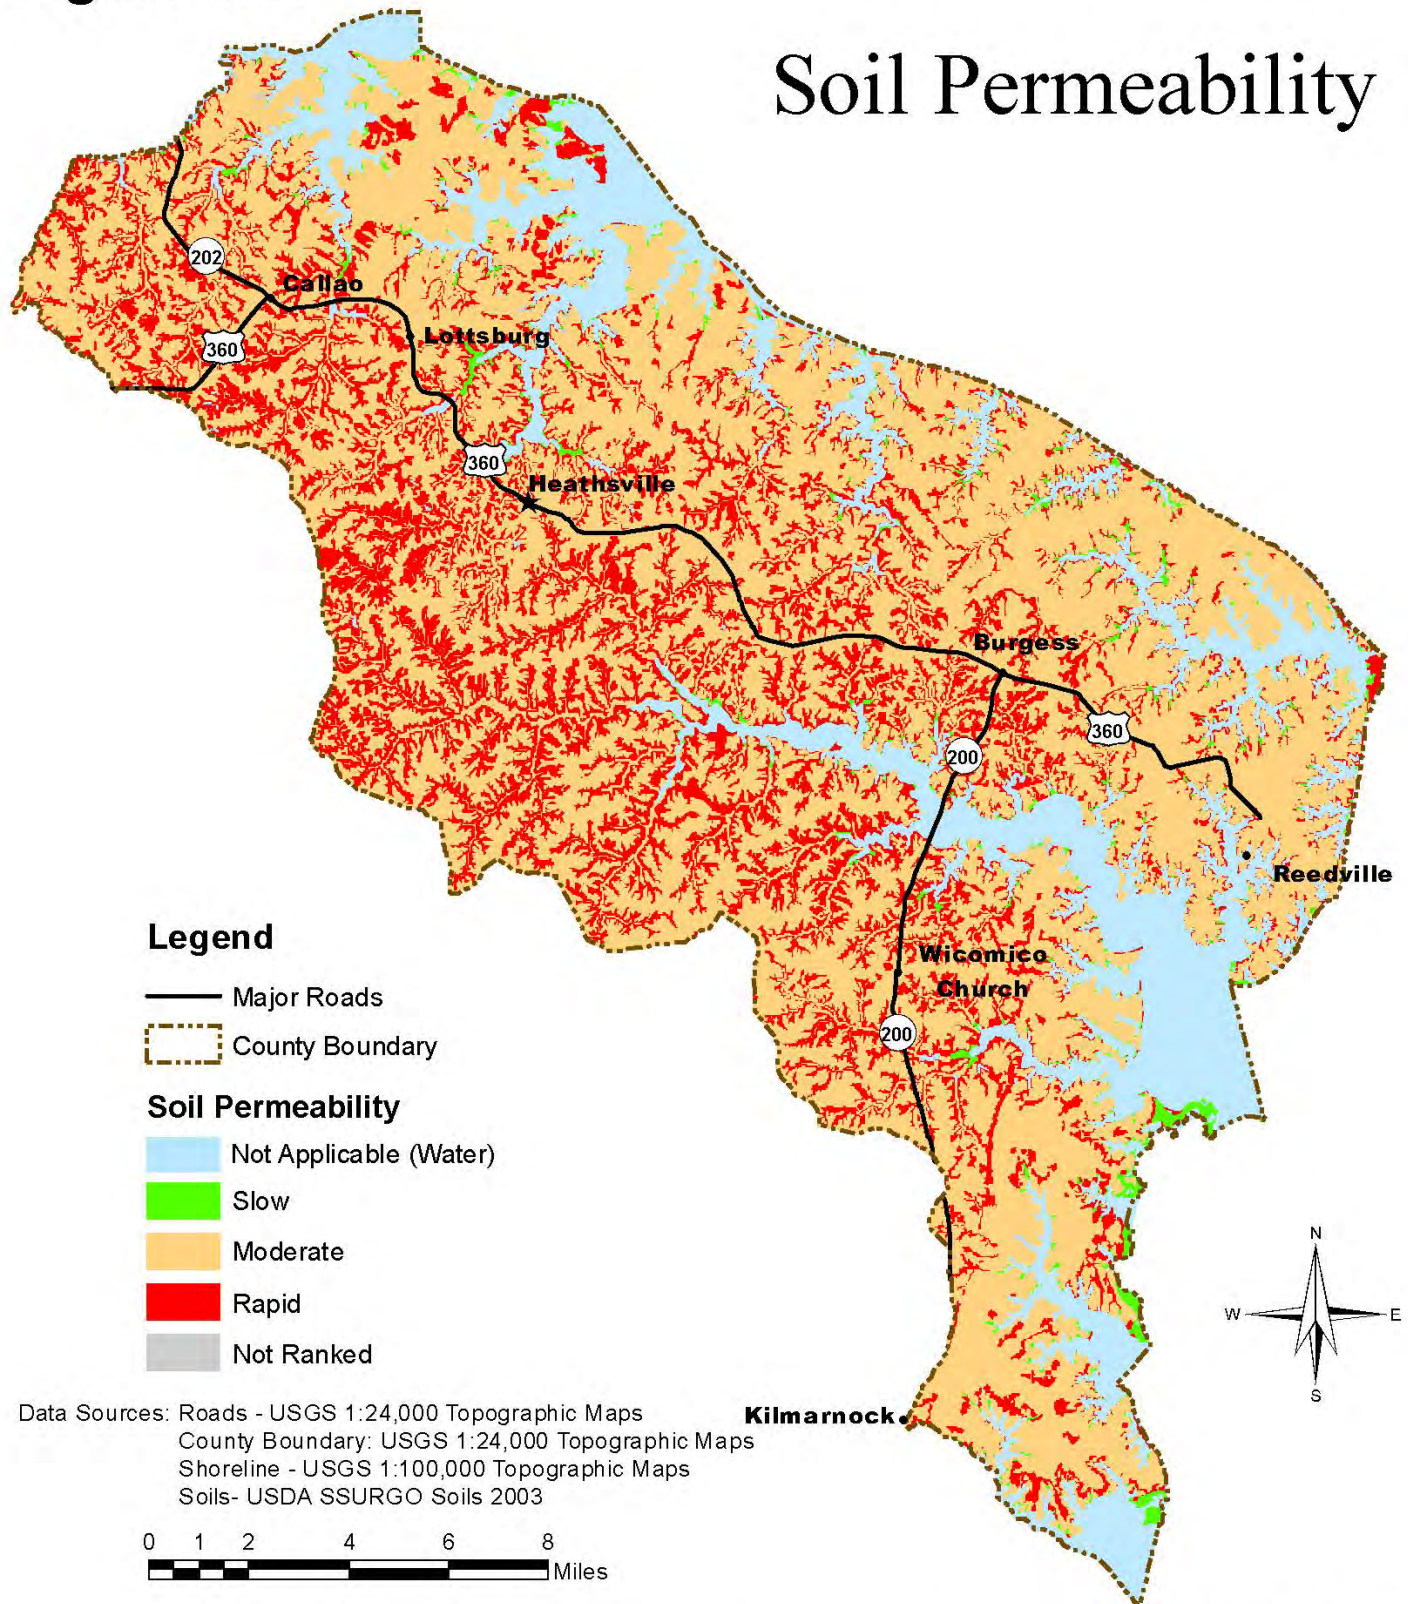 Soil Permeability
202
Callao
360
Lottsburg
360
Heathsville
Burgess
360
200
Reedville
Wicomico
Church
200
Kilmarnock
Legend
Major Roads
County Boundary
Soil Permeability
Not Applicable (Water)
Slow
Moderate
Rapid
Not Ranked
N
W
E
S
Data Sources: Roads - USGS 1:24,000 Topographic Maps
County Boundary: USGS 1:24,000 Topographic Maps
Shoreline - USGS 1:100,000 Topographic Maps
Soils- USDA SSURGO Soils 2003
0 1 2 4 6 8
Miles